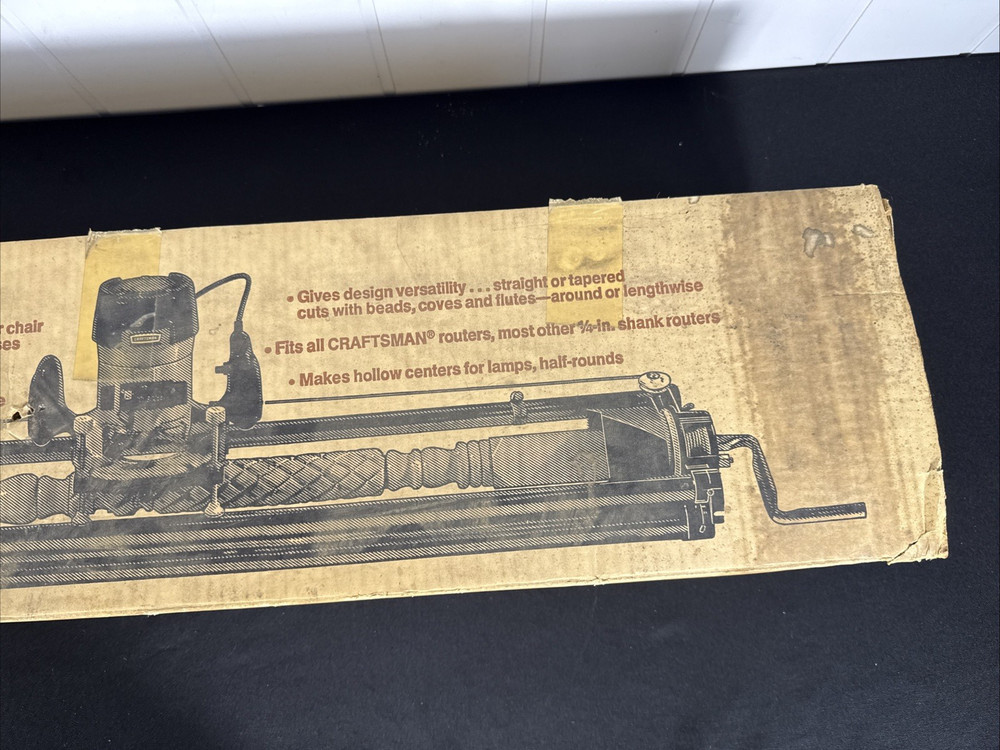 r chair
ses
e
• Gives design versatility . . . straight or tapered
cuts with beads, coves and flutes—around or lengthwise
• Fits all CRAFTSMAN® routers, most other ¼-in. shank routers
• Makes hollow centers for lamps, half-rounds